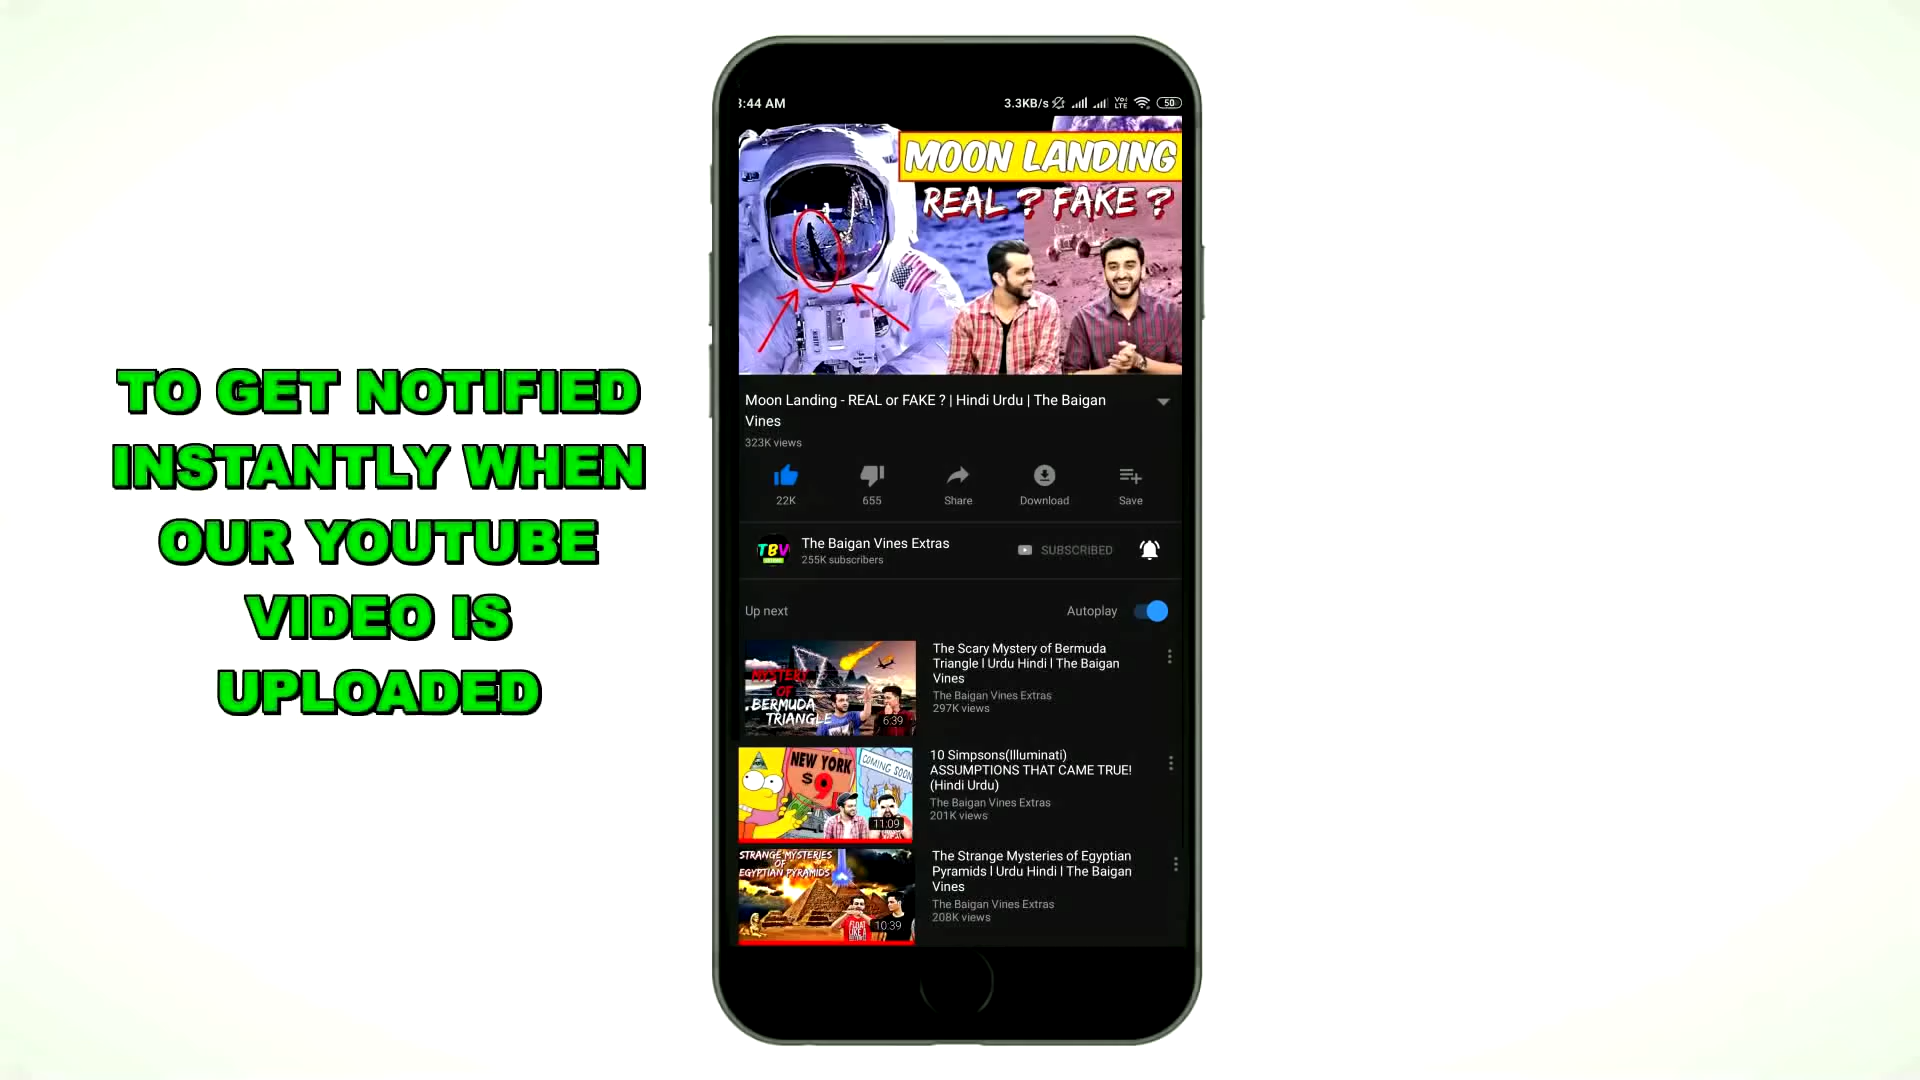 TO GET NOTIFIED
INSTANTLY WHEN
OUR YOUTUBE
VIDEO IS
UPLOADED
3:44 AM
3.3KB/s
Vo)
LTE
50
MOON LANDING
REAL ? FAKE ?
Moon Landing - REAL or FAKE ? | Hindi Urdu | The Baigan
Vines
323K views
22K
655
Share
Download
Save
TBV
The Baigan Vines Extras
255K subscribers
SUBSCRIBED
Up next
Autoplay
MYSTERY
OF
BERMUDA
TRIANGLE
6:39
The Scary Mystery of Bermuda
Triangle l Urdu Hindi l The Baigan
Vines
The Baigan Vines Extras
297K views
NEW YORK
$9
COMING SOON
11:09
10 Simpsons(Illuminati)
ASSUMPTIONS THAT CAME TRUE!
(Hindi Urdu)
The Baigan Vines Extras
201K views
STRANGE MYSTERIES
OF
EGYPTIAN PYRAMIDS
FLOAT
LIKE A
10:39
The Strange Mysteries of Egyptian
Pyramids l Urdu Hindi l The Baigan
Vines
The Baigan Vines Extras
208K views